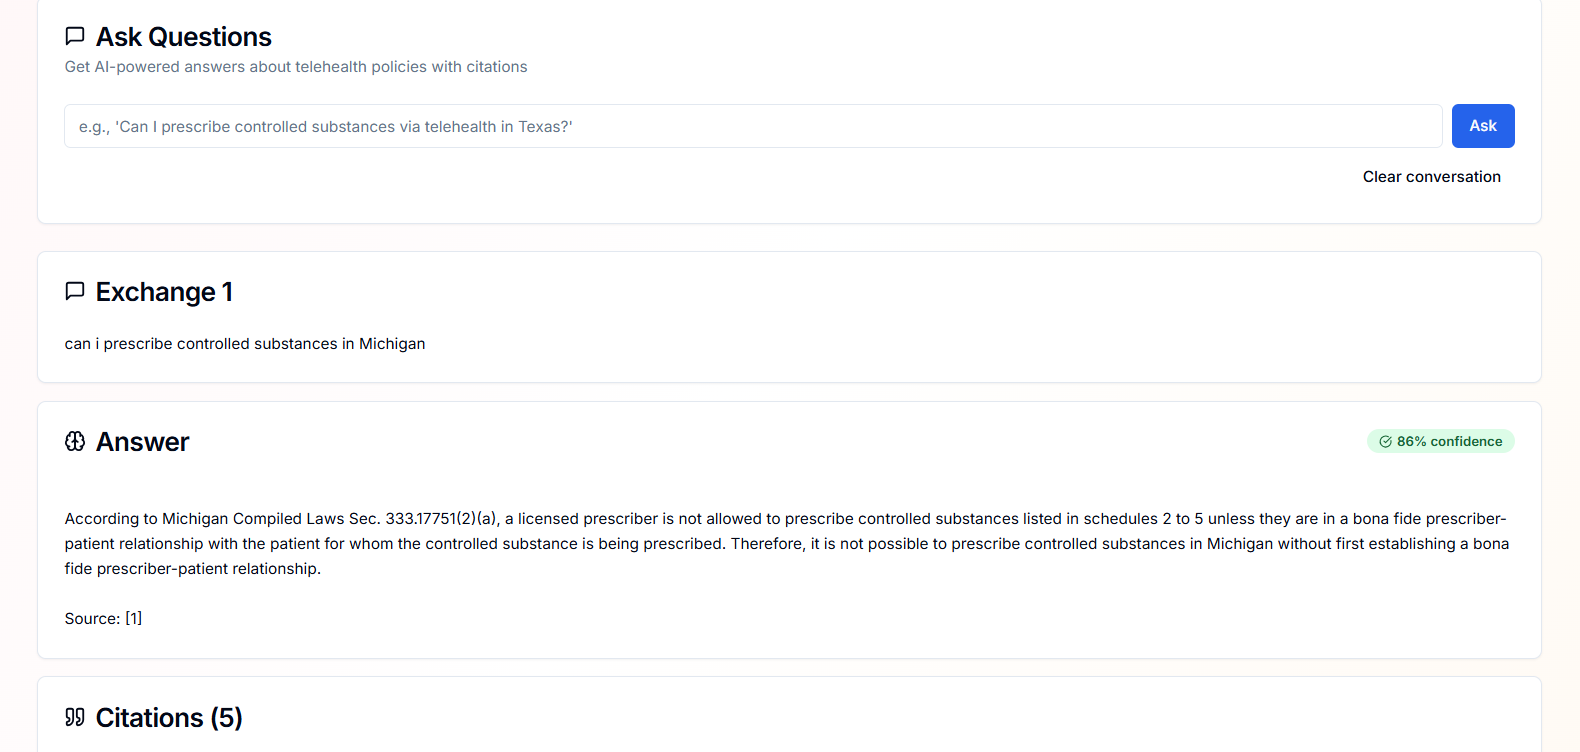 Ask Questions
Get AI-powered answers about telehealth policies with citations
e.g., 'Can I prescribe controlled substances via telehealth in Texas?'
Ask
Clear conversation
Exchange 1
can i prescribe controlled substances in Michigan
Answer
86% confidence
According to Michigan Compiled Laws Sec. 333.17751(2)(a), a licensed prescriber is not allowed to prescribe controlled substances listed in schedules 2 to 5 unless they are in a bona fide prescriber-
patient relationship with the patient for whom the controlled substance is being prescribed. Therefore, it is not possible to prescribe controlled substances in Michigan without first establishing a bona
fide prescriber-patient relationship.
Source: [1]
Citations (5)